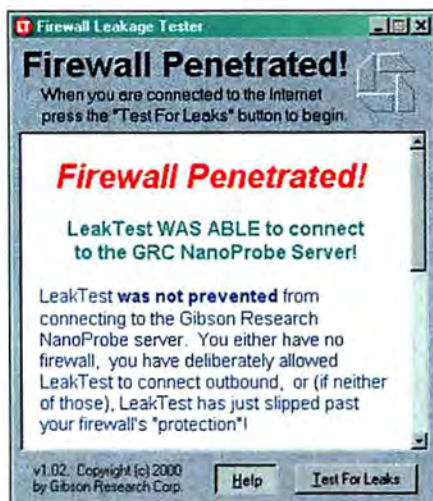 LT Firewall Leakage Tester
Firewall Penetrated!
When you are connected to the Internet
press the "Test For Leaks" button to begin.
Firewall Penetrated!
LeakTest WAS ABLE to connect
to the GRC NanoProbe Server!
LeakTest was not prevented from
connecting to the Gibson Research
NanoProbe server. You either have no
firewall, you have deliberately allowed
LeakTest to connect outbound, or (if neither
of those), LeakTest has just slipped past
your firewall's "protection"!
v1.02, Copyright (c) 2000
by Gibson Research Corp.
Help
Test For Leaks